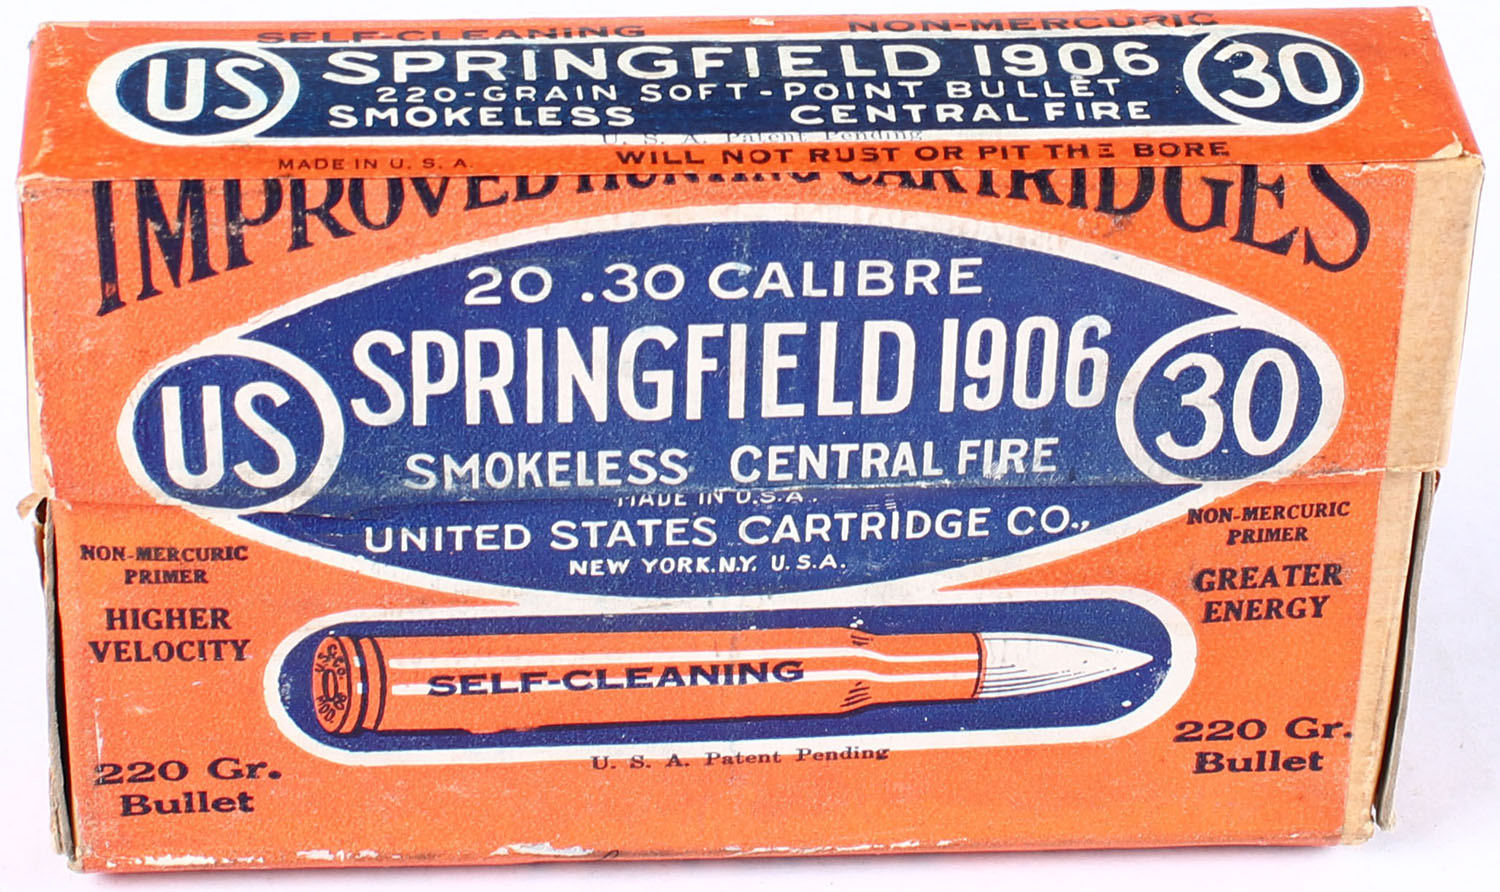 SELF-CLEANING NON-MERCURIC
US SPRINGFIELD 1906 30
220-GRAIN SOFT-POINT BULLET
SMOKELESS CENTRAL FIRE
U. S. A. Patent Pending
MADE IN U. S. A. WILL NOT RUST OR PIT THE BORE
IMPROVED HUNTING CARTRIDGES
20 .30 CALIBRE
US SPRINGFIELD 1906 30
SMOKELESS CENTRAL FIRE
MADE IN U.S.A.
UNITED STATES CARTRIDGE CO.,
NEW YORK. N.Y. U. S. A.
NON-MERCURIC
PRIMER
HIGHER
VELOCITY
NON-MERCURIC
PRIMER
GREATER
ENERGY
SELF-CLEANING
U. S. A. Patent Pending
220 Gr.
Bullet
220 Gr.
Bullet